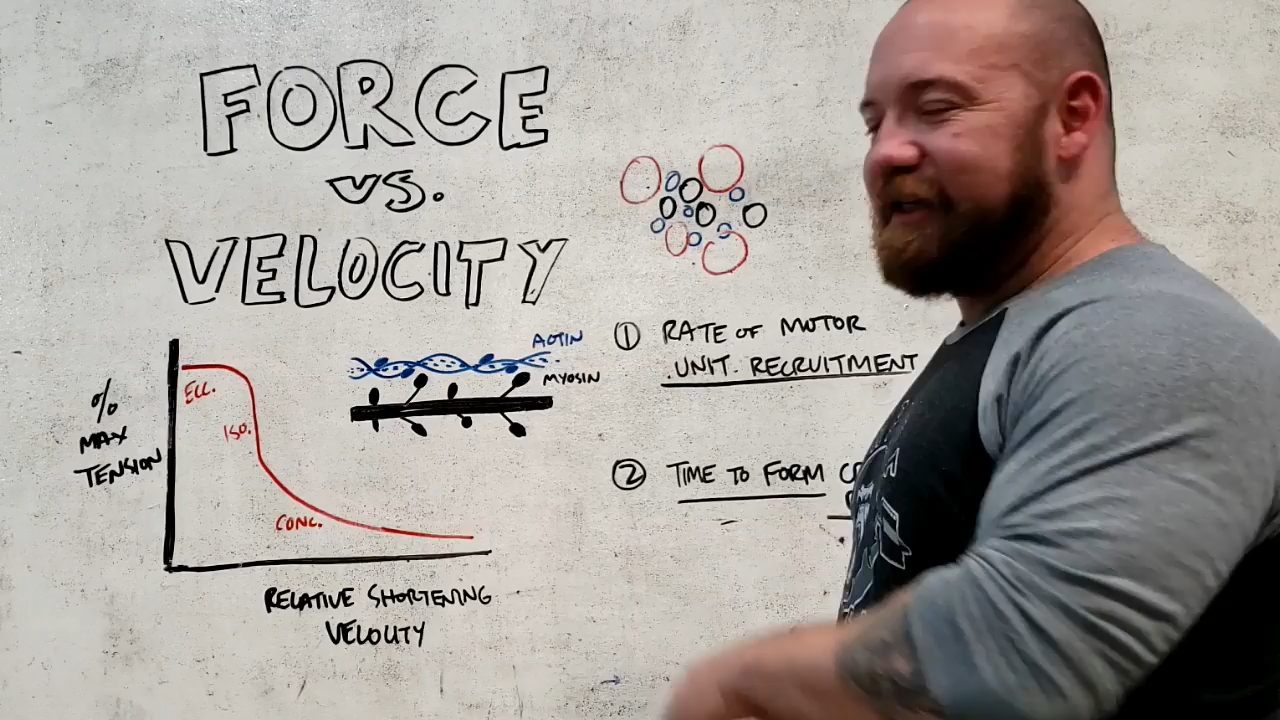 FORCE
vs.
VELOCITY
ACTIN
MYOSIN
% 
MAX
TENSION
ECC.
ISO.
CONC.
RELATIVE SHORTENING
VELOCITY
① RATE OF MOTOR
UNIT RECRUITMENT
② TIME TO FORM